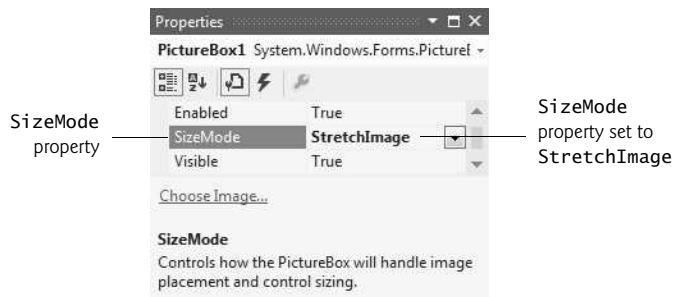 Properties
PictureBox1 System.Windows.Forms.PictureE
Enabled True
SizeMode StretchImage
Visible True
Choose Image...
SizeMode
Controls how the PictureBox will handle image
placement and control sizing.
SizeMode
property
SizeMode
property set to
StretchImage